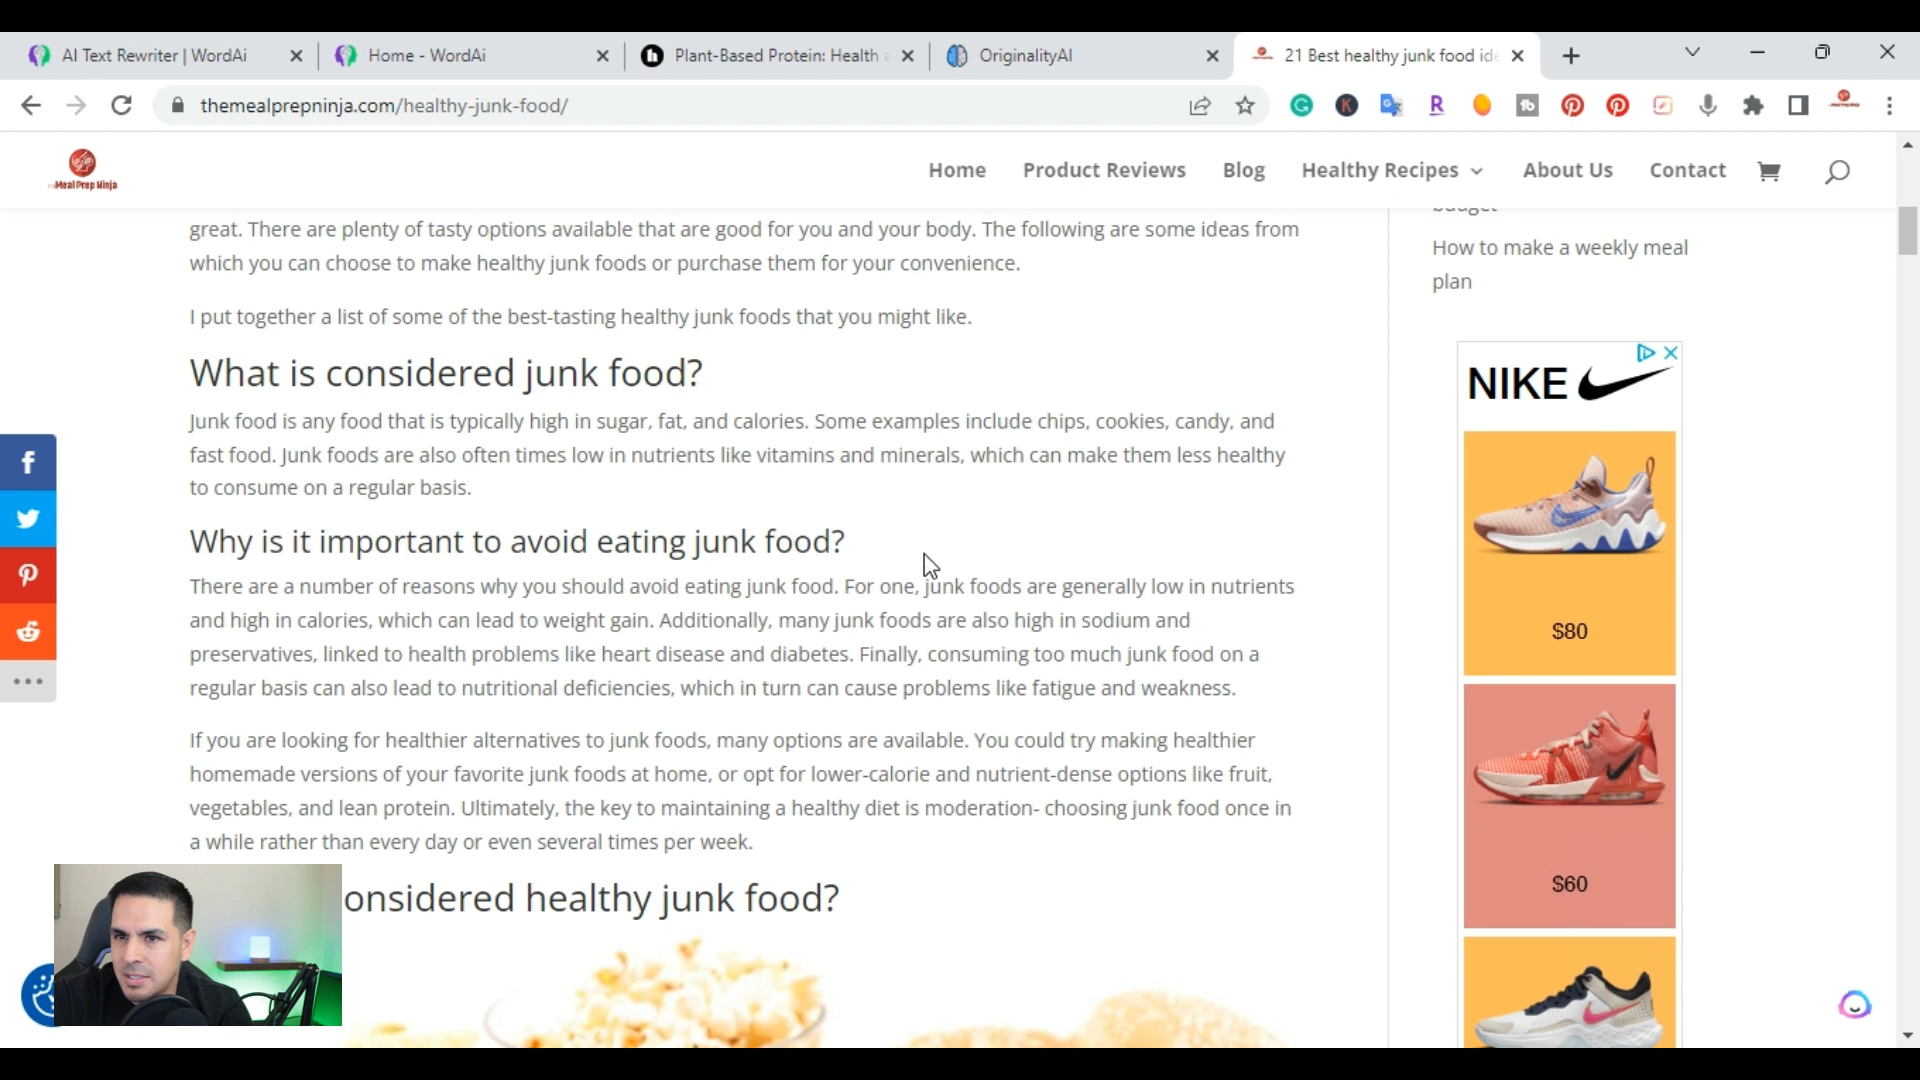 AI Text Rewriter | WordAi
Home - WordAi
Plant-Based Protein: Health
OriginalityAI
21 Best healthy junk food ide
themealprepninja.com/healthy-junk-food/
Meal Prep Ninja
Home
Product Reviews
Blog
Healthy Recipes
About Us
Contact
great. There are plenty of tasty options available that are good for you and your body. The following are some ideas from
which you can choose to make healthy junk foods or purchase them for your convenience.
I put together a list of some of the best-tasting healthy junk foods that you might like.
What is considered junk food?
Junk food is any food that is typically high in sugar, fat, and calories. Some examples include chips, cookies, candy, and
fast food. Junk foods are also often times low in nutrients like vitamins and minerals, which can make them less healthy
to consume on a regular basis.
Why is it important to avoid eating junk food?
There are a number of reasons why you should avoid eating junk food. For one, junk foods are generally low in nutrients
and high in calories, which can lead to weight gain. Additionally, many junk foods are also high in sodium and
preservatives, linked to health problems like heart disease and diabetes. Finally, consuming too much junk food on a
regular basis can also lead to nutritional deficiencies, which in turn can cause problems like fatigue and weakness.
If you are looking for healthier alternatives to junk foods, many options are available. You could try making healthier
homemade versions of your favorite junk foods at home, or opt for lower-calorie and nutrient-dense options like fruit,
vegetables, and lean protein. Ultimately, the key to maintaining a healthy diet is moderation- choosing junk food once in
a while rather than every day or even several times per week.
onsidered healthy junk food?
budget
How to make a weekly meal
plan
NIKE
$80
$60